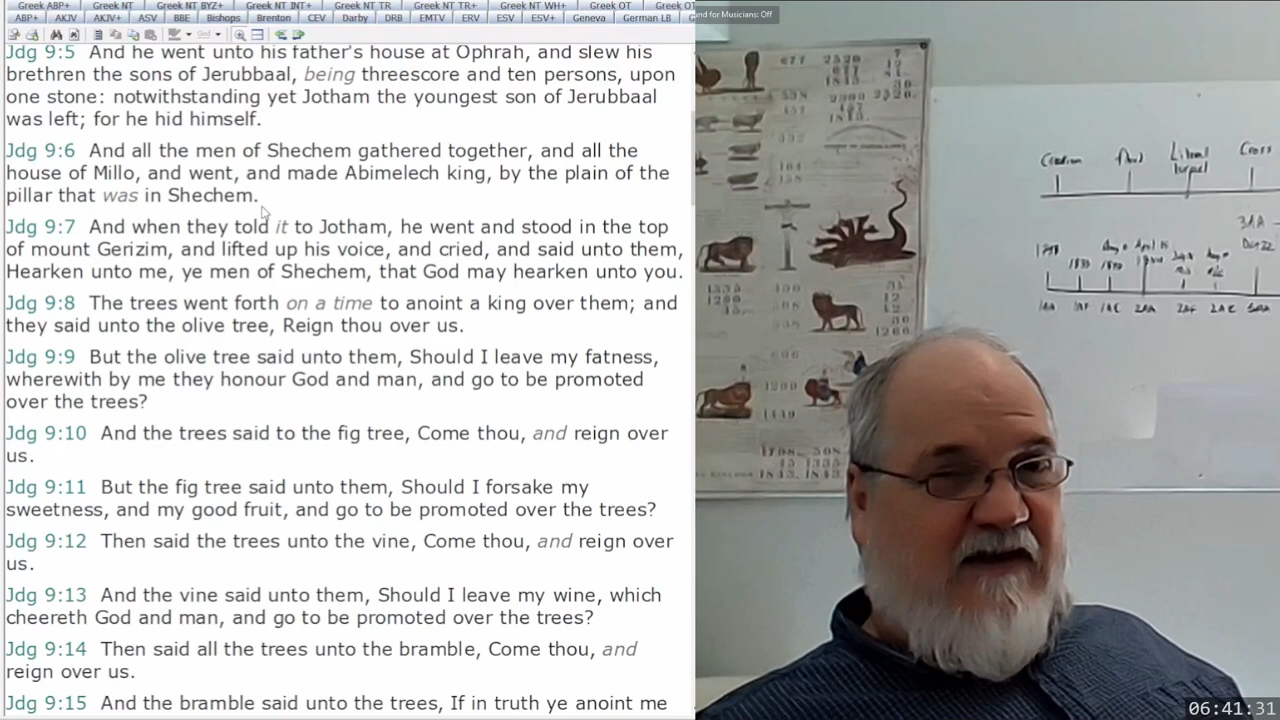 Greek ABP+ Greek NT Greek NT BYZ+ Greek NT INT+ Greek NT TR Greek NT TR+ Greek NT WH+ Greek OT
ABP+ AKJV AKJV+ ASV BBE Bishops Brenton CEV Darby DRB EMTV ERV ESV ESV+ Geneva German LB
and for Musicians: Off
Jdg 9:5 And he went unto his father's house at Ophrah, and slew his
brethren the sons of Jerubbaal, being threescore and ten persons, upon
one stone: notwithstanding yet Jotham the youngest son of Jerubbaal
was left; for he hid himself.
Jdg 9:6 And all the men of Shechem gathered together, and all the
house of Millo, and went, and made Abimelech king, by the plain of the
pillar that was in Shechem.
Jdg 9:7 And when they told it to Jotham, he went and stood in the top
of mount Gerizim, and lifted up his voice, and cried, and said unto them,
Hearken unto me, ye men of Shechem, that God may hearken unto you.
Jdg 9:8 The trees went forth on a time to anoint a king over them; and
they said unto the olive tree, Reign thou over us.
Jdg 9:9 But the olive tree said unto them, Should I leave my fatness,
wherewith by me they honour God and man, and go to be promoted
over the trees?
Jdg 9:10 And the trees said to the fig tree, Come thou, and reign over
us.
Jdg 9:11 But the fig tree said unto them, Should I forsake my
sweetness, and my good fruit, and go to be promoted over the trees?
Jdg 9:12 Then said the trees unto the vine, Come thou, and reign over
us.
Jdg 9:13 And the vine said unto them, Should I leave my wine, which
cheereth God and man, and go to be promoted over the trees?
Jdg 9:14 Then said all the trees unto the bramble, Come thou, and
reign over us.
Jdg 9:15 And the bramble said unto the trees, If in truth ye anoint me
677 2520
538
1335
1260
1843
Literal
Israel
Cross
1798
06:41:31